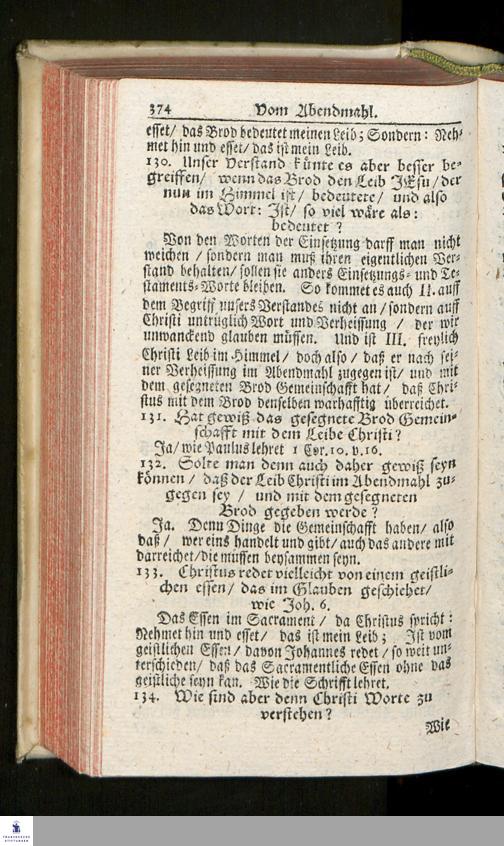 374 Vom Abendmahl.
esset/ das Brod bedeutet meinen Leib; Sondern: Neh-
met hin und esset/ das ist mein Leib.
130. Unser Verstand künte es aber besser be-
greiffen/ wenn das Brod den Leib JEsu/ der
nun im Himmel ist/ bedeutete/ und also
das Wort: Jst/ so viel wäre als:
bedeutet?
Von den Worten der Einsetzung darff man nicht
weichen/ sondern man muß ihren eigentlichen Ver-
stand behalten/ sollen sie anders Einsetzungs- und Te-
staments-Worte bleiben. So kommet es auch II. auff
dem Begriff unsers Verstandes nicht an/ sondern auff
Christi untrüglich Wort und Verheissung/ der wir
unwanckend glauben müssen. Und ist III. freylich
Christi Leib im Himmel/ doch also/ daß er nach sei-
ner Verheissung im Abendmahl zugegen ist/ und mit
dem gesegneten Brod Gemeinschafft hat/ daß Chri-
stus mit dem Brod denselben warhafftig überreichet.
131. Hat gewiß das gesegnete Brod Gemein-
schafft mit dem Leibe Christi?
Ja/ wie Paulus lehret 1 Cor. 10. v. 16.
132. Solte man denn auch daher gewiß seyn
können/ daß der Leib Christi im Abendmahl zu-
gegen sey/ und mit dem gesegneten
Brod gegeben werde?
Ja. Denn Dinge die Gemeinschafft haben/ also
daß/ wer eins handelt und gibt/ auch das andere mit
darreichet/ die müssen beysammen seyn.
133. Christus redet vielleicht von einem geistli-
chen essen/ das im Glauben geschiehet/
wie Joh. 6.
Das Essen im Sacrament/ da Christus spricht:
Nehmet hin und esset/ das ist mein Leib; Ist vom
geistlichen Essen/ davon Johannes redet/ so weit un-
terschieden/ daß das Sacramentliche Essen ohne das
geistliche seyn kan. Wie die Schrifft lehret.
134. Wie sind aber denn Christi Worte zu
verstehen?
Wie
FRANCKESCHE
STIFTUNGEN